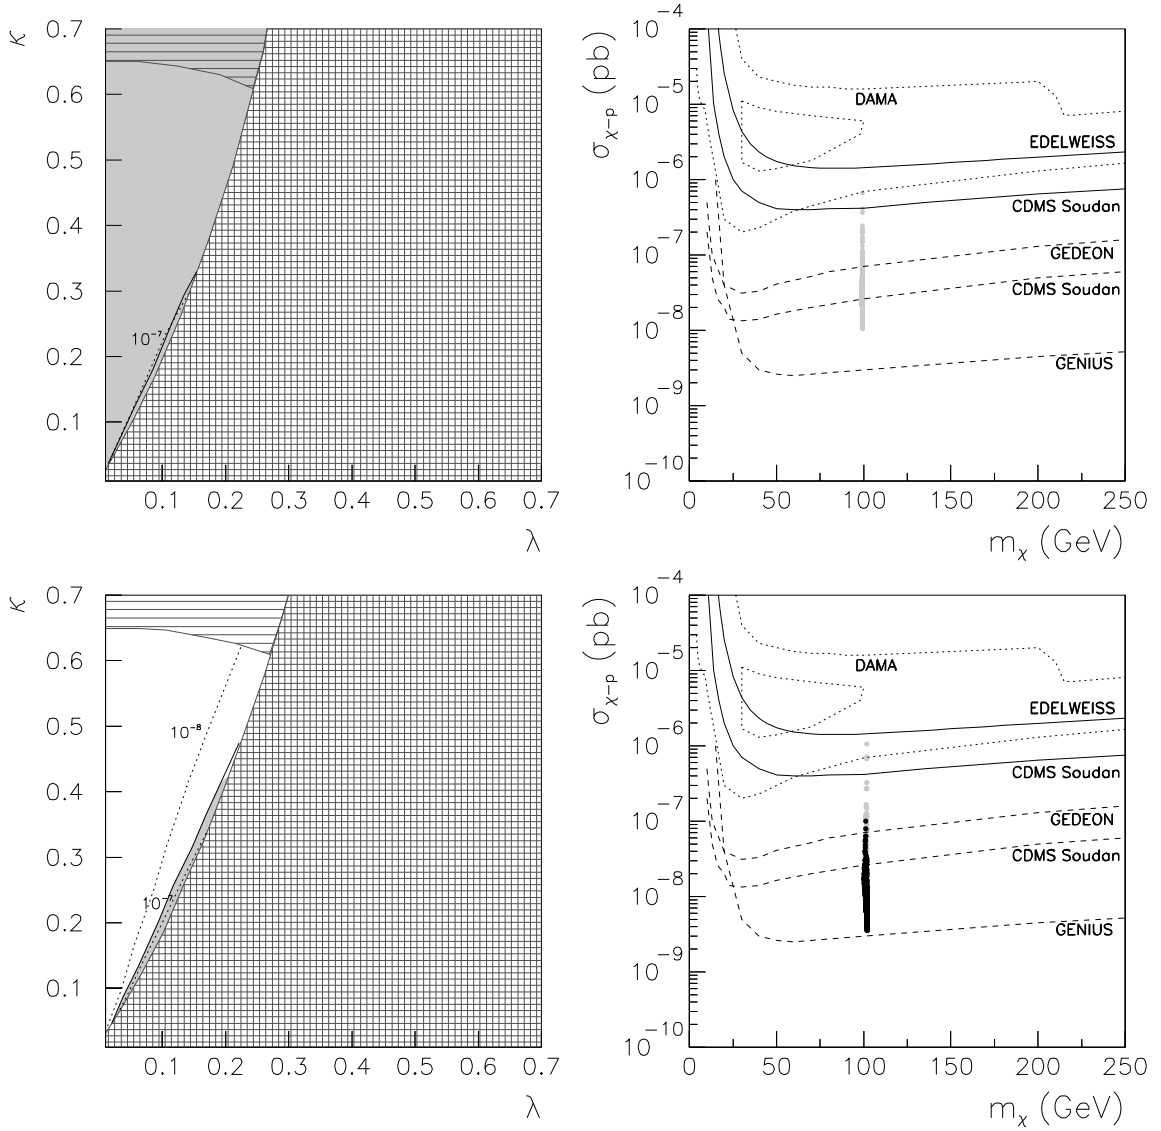 κ
0.7
0.6
0.5
0.4
0.3
0.2
0.1
10⁻⁷
0.1 0.2 0.3 0.4 0.5 0.6 0.7
λ
σχ₋p (pb)
10⁻⁴
10⁻⁵
10⁻⁶
10⁻⁷
10⁻⁸
10⁻⁹
10⁻¹⁰
DAMA
EDELWEISS
CDMS Soudan
GEDEON
CDMS Soudan
GENIUS
0 50 100 150 200 250
mχ (GeV)
κ
0.7
0.6
0.5
0.4
0.3
0.2
0.1
10⁻⁸
10⁻⁷
0.1 0.2 0.3 0.4 0.5 0.6 0.7
λ
σχ₋p (pb)
10⁻⁴
10⁻⁵
10⁻⁶
10⁻⁷
10⁻⁸
10⁻⁹
10⁻¹⁰
DAMA
EDELWEISS
CDMS Soudan
GEDEON
CDMS Soudan
GENIUS
0 50 100 150 200 250
mχ (GeV)